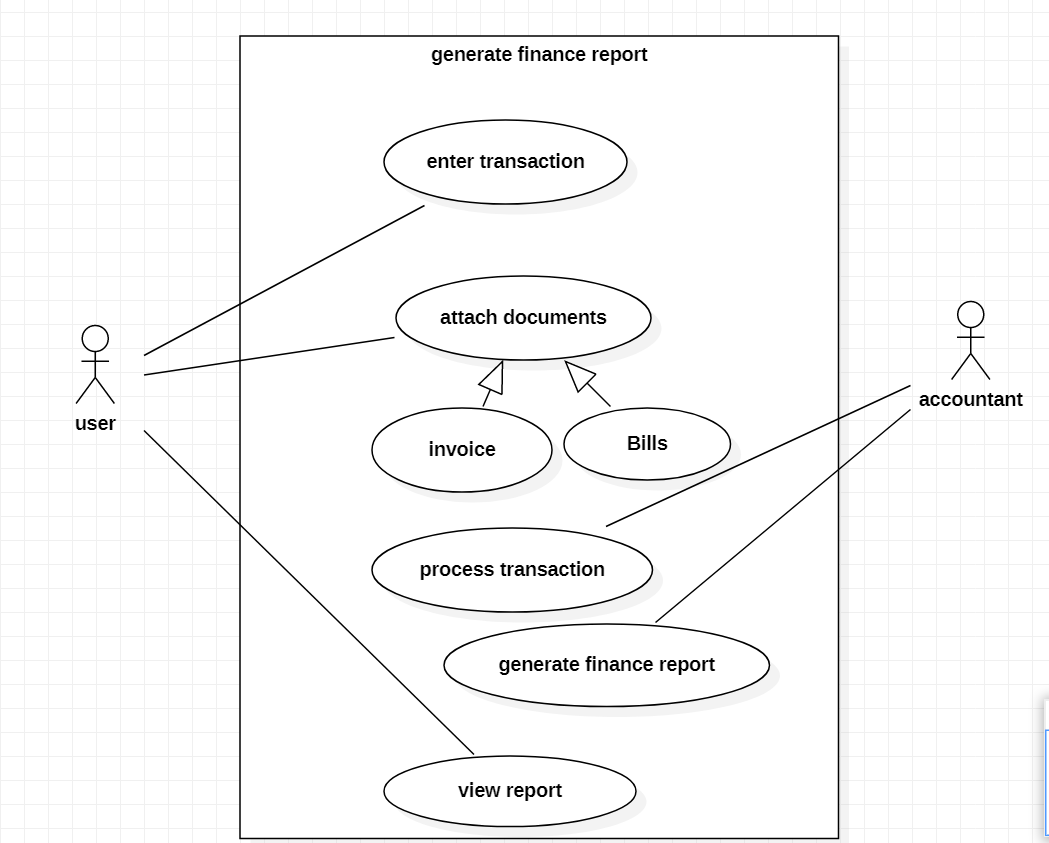 generate finance report
enter transaction
attach documents
user
accountant
invoice
Bills
process transaction
generate finance report
view report